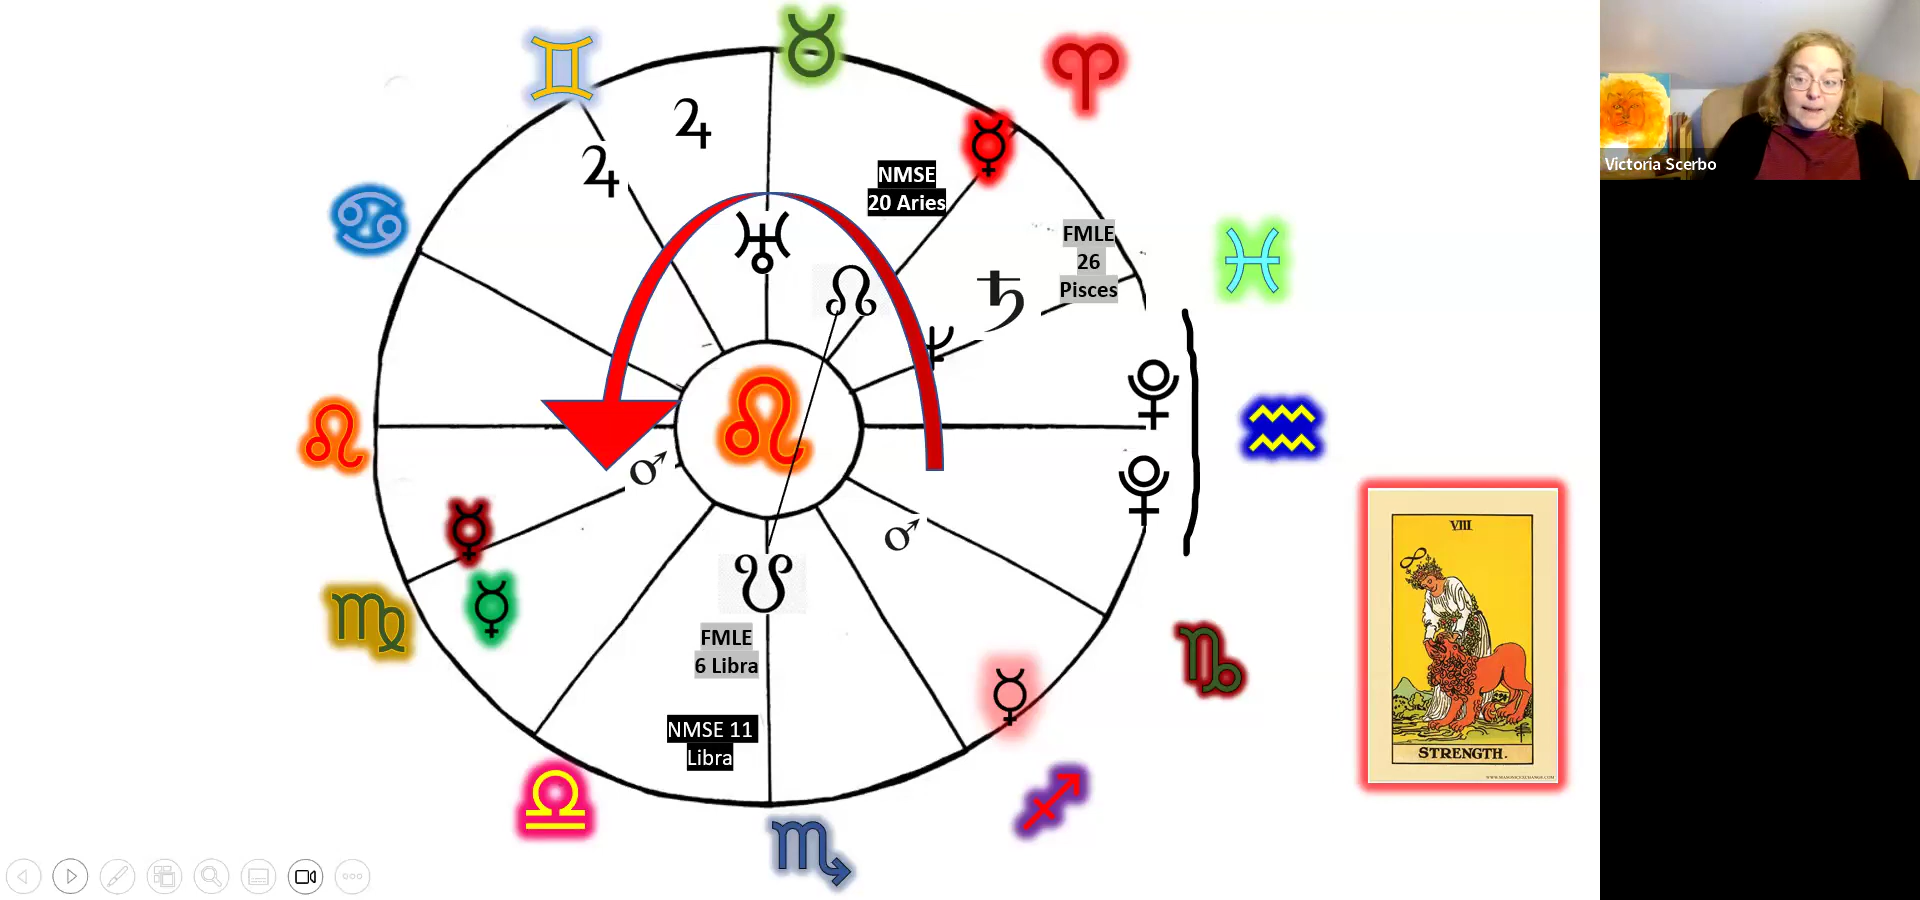 NMSE
20 Aries
FMLE
26
Pisces
FMLE
6 Libra
NMSE 11
Libra
VIII
STRENGTH.
Victoria Scerbo